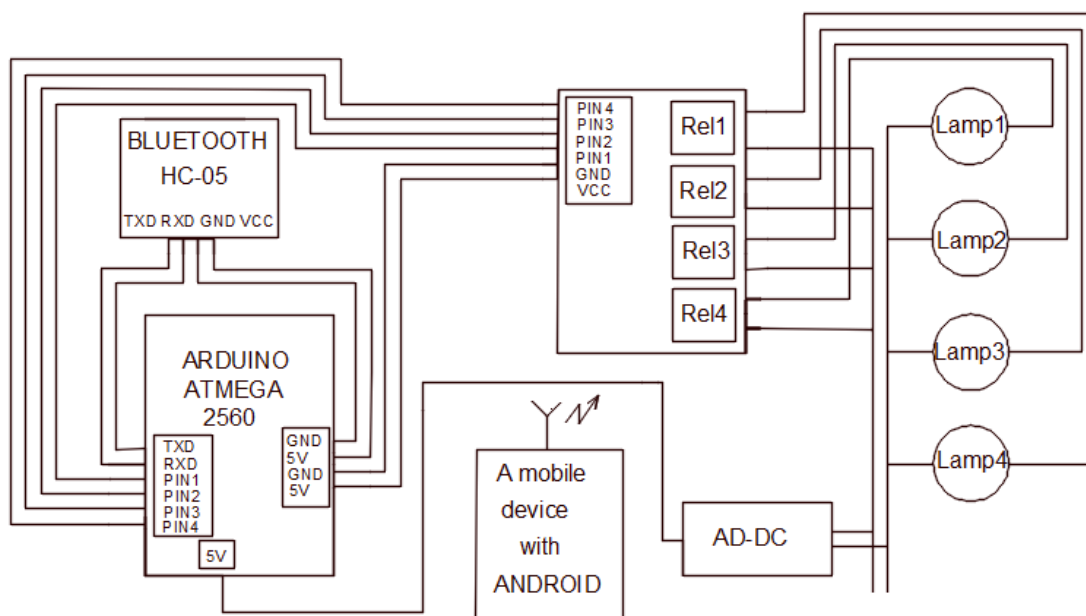 BLUETOOTH
HC-05
TXD RXD GND VCC
ARDUINO
ATMEGA
2560
TXD
RXD
PIN1
PIN2
PIN3
PIN4
GND
5V
GND
5V
5V
PIN4
PIN3
PIN2
PIN1
GND
VCC
Rel1
Rel2
Rel3
Rel4
A mobile
device
with
ANDROID
AD-DC
Lamp1
Lamp2
Lamp3
Lamp4